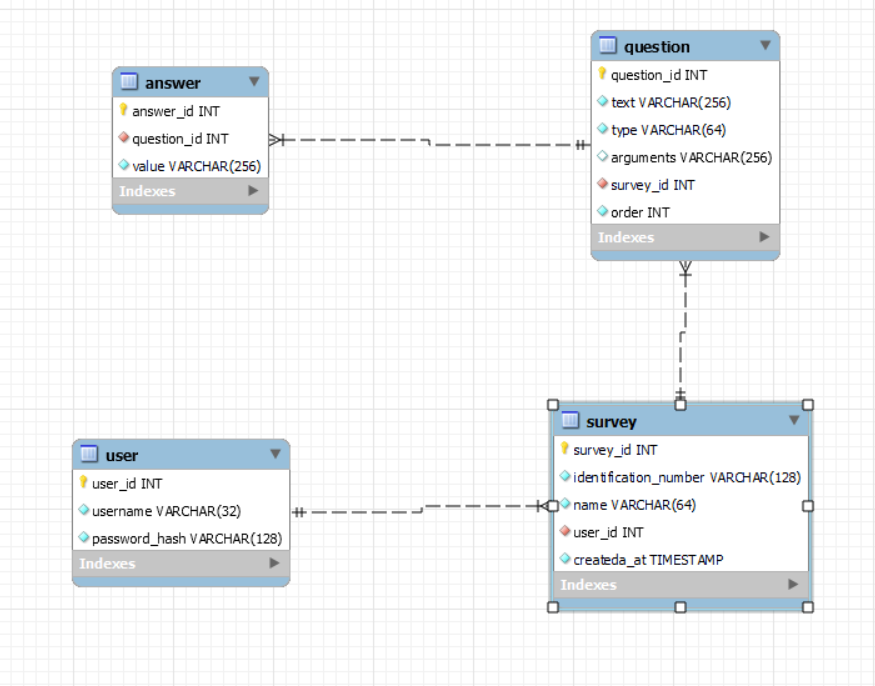 answer
answer_id INT
question_id INT
value VARCHAR(256)
Indexes
question
question_id INT
text VARCHAR(256)
type VARCHAR(64)
arguments VARCHAR(256)
survey_id INT
order INT
Indexes
user
user_id INT
username VARCHAR(32)
password_hash VARCHAR(128)
Indexes
survey
survey_id INT
identification_number VARCHAR(128)
name VARCHAR(64)
user_id INT
createda_at TIMESTAMP
Indexes